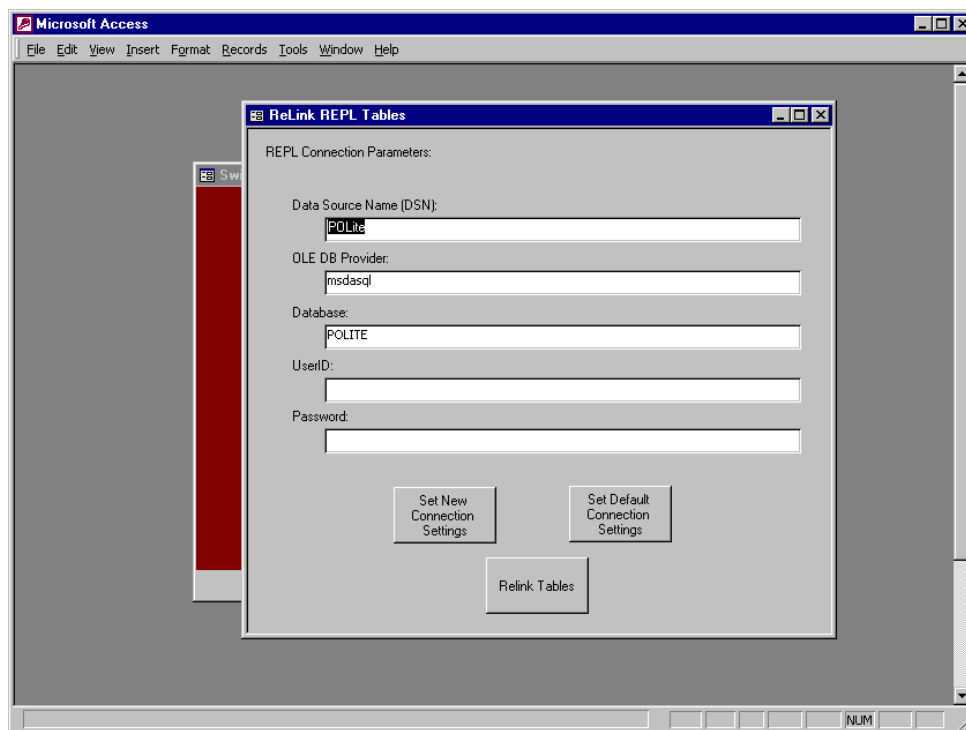 Microsoft Access
File Edit View Insert Format Records Tools Window Help
ReLink REPL Tables
REPL Connection Parameters:
Swi
Data Source Name (DSN):
POLite
OLE DB Provider:
msdasql
Database:
POLITE
UserID:
Password:
Set New
Connection
Settings
Set Default
Connection
Settings
Relink Tables
NUM